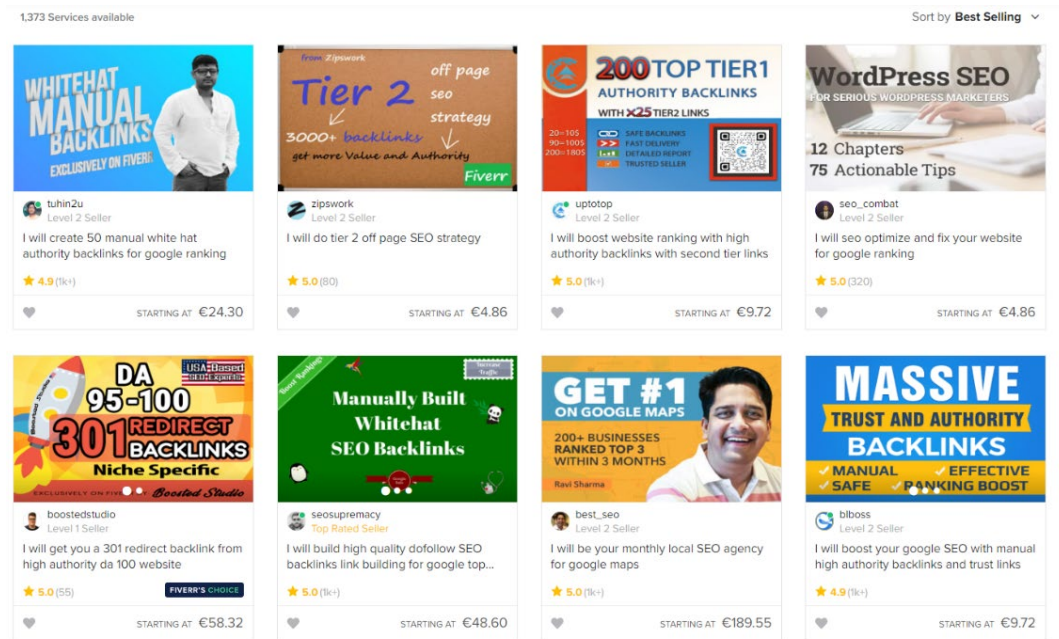 1,373 Services available
Sort by Best Selling
WHITEHAT
MANUAL
BACKLINKS
EXCLUSIVELY ON FIVERR
tuhin2u
Level 2 Seller
I will create 50 manual white hat
authority backlinks for google ranking
4.9 (1k+)
STARTING AT €24.30
from Zipswork
Tier 2
off page
seo
strategy
3000+ backlinks
get more Value and Authority
Fiverr
zipswork
Level 2 Seller
I will do tier 2 off page SEO strategy
5.0 (80)
STARTING AT €4.86
200 TOP TIER1
AUTHORITY BACKLINKS
WITH X25 TIER2 LINKS
20=10$
90=100$
200=180$
SAFE BACKLINKS
FAST DELIVERY
DETAILED REPORT
TRUSTED SELLER
uptotop
Level 2 Seller
I will boost website ranking with high
authority backlinks with second tier links
5.0 (1k+)
STARTING AT €9.72
WordPress SEO
FOR SERIOUS WORDPRESS MARKETERS
12 Chapters
75 Actionable Tips
seo_combat
Level 2 Seller
I will seo optimize and fix your website
for google ranking
5.0 (320)
STARTING AT €4.86
USA-Based
SEO Experts
DA
95-100
301 REDIRECT
BACKLINKS
Niche Specific
EXCLUSIVELY ON Boosted Studio
boostedstudio
Level 1 Seller
I will get you a 301 redirect backlink from
high authority da 100 website
5.0 (55)
FIVERR'S CHOICE
STARTING AT €58.32
Boost Rankings
Increase
Traffic
Manually Built
Whitehat
SEO Backlinks
seosupremacy
Top Rated Seller
I will build high quality dofollow SEO
backlinks link building for google top...
5.0 (1k+)
STARTING AT €48.60
GET #1
ON GOOGLE MAPS
200+ BUSINESSES
RANKED TOP 3
WITHIN 3 MONTHS
Ravi Sharma
best_seo
Level 2 Seller
I will be your monthly local SEO agency
for google maps
5.0 (1k+)
STARTING AT €189.55
MASSIVE
TRUST AND AUTHORITY
BACKLINKS
MANUAL
EFFECTIVE
SAFE
RANKING BOOST
blboss
Level 2 Seller
I will boost your google SEO with manual
high authority backlinks and trust links
4.9 (1k+)
STARTING AT €9.72